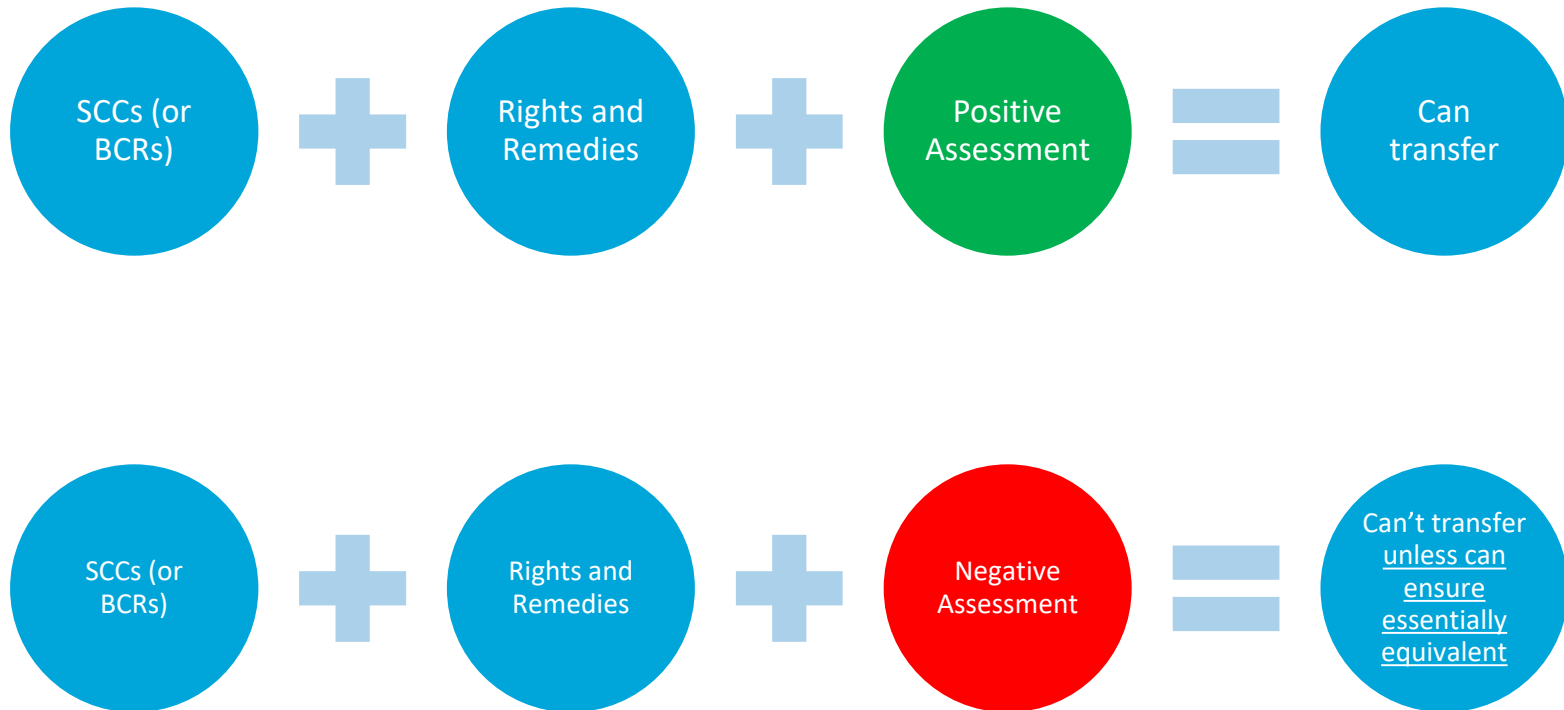 SCCs (or
BCRs)
Rights and
Remedies
Positive
Assessment
Can
transfer
SCCs (or
BCRs)
Rights and
Remedies
Negative
Assessment
Can’t transfer
unless can
ensure
essentially
equivalent